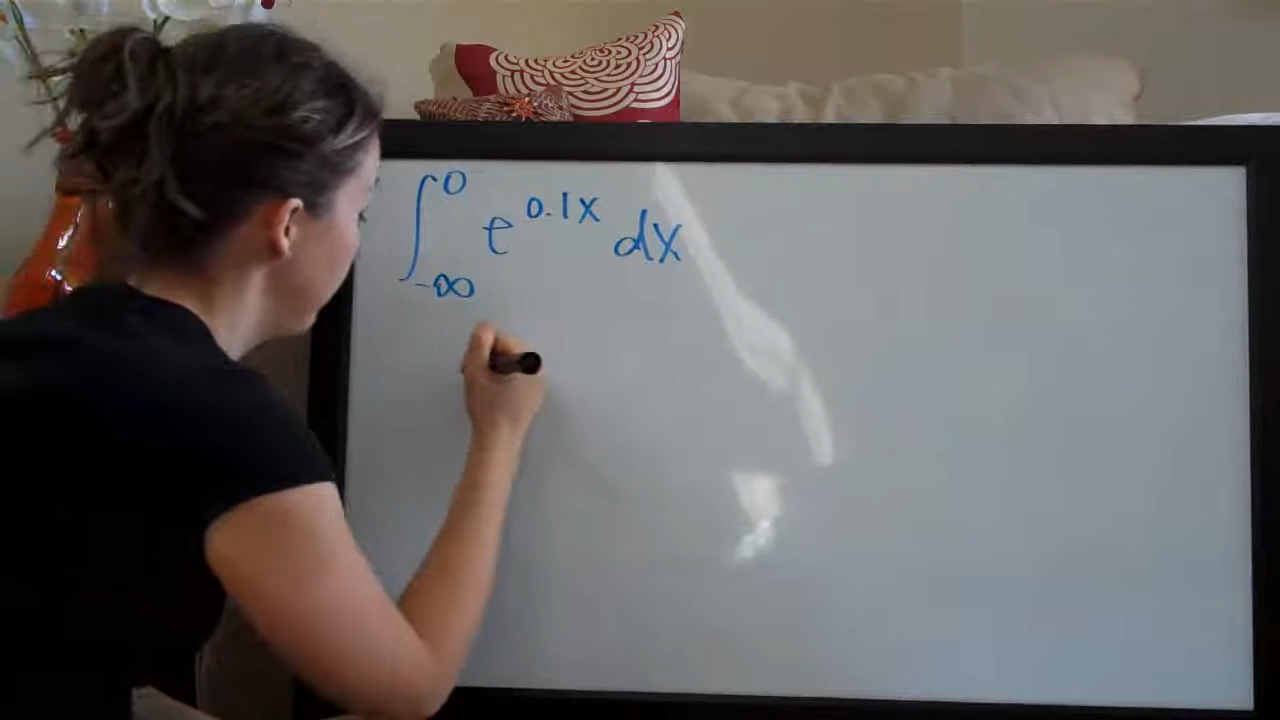 ∫_{-∞}^{0} e^{0.1x} dx